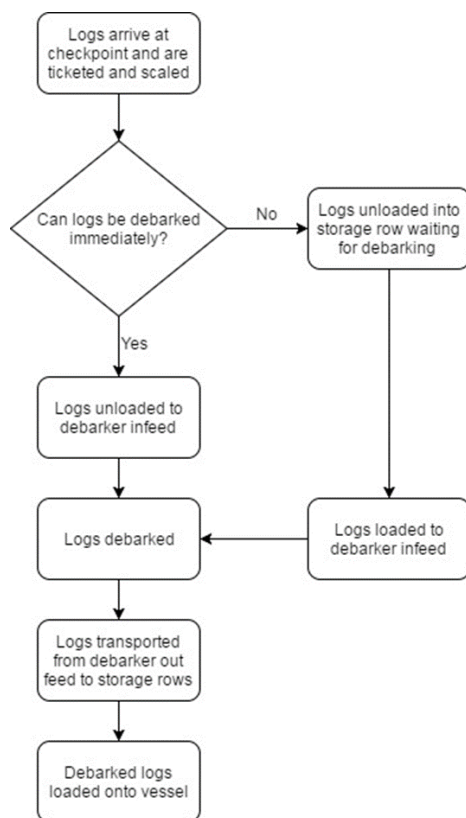 Logs arrive at
checkpoint and are
ticketed and scaled
Can logs be debarked
immediately?
No
Logs unloaded into
storage row waiting
for debarking
Yes
Logs unloaded to
debarker infeed
Logs debarked
Logs loaded to
debarker infeed
Logs transported
from debarker out
feed to storage rows
Debarked logs
loaded onto vessel